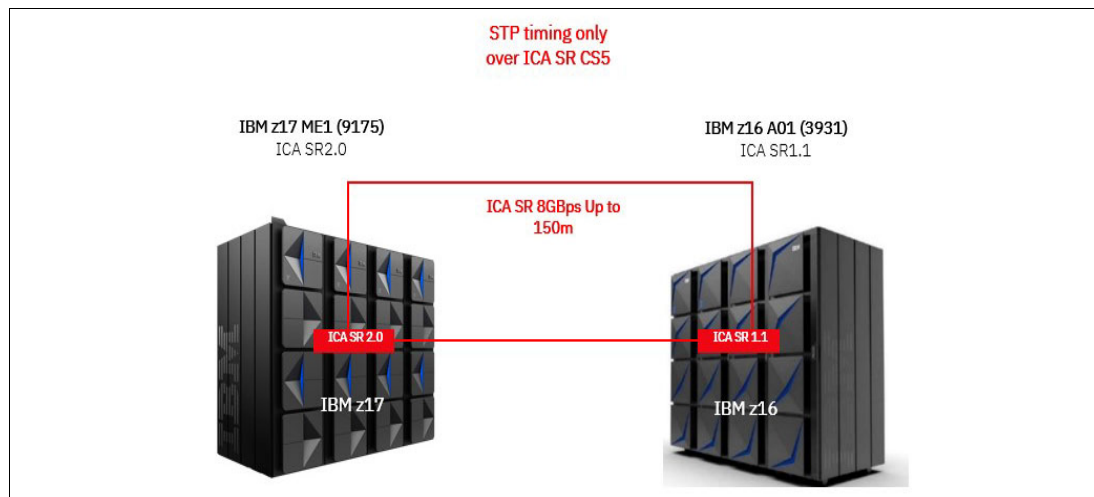 STP timing only
over ICA SR CS5
IBM z17 ME1 (9175)
ICA SR2.0
IBM z16 A01 (3931)
ICA SR1.1
ICA SR 8GBps Up to
150m
ICA SR 2.0
ICA SR 1.1
IBM
IBM z17
IBM z16